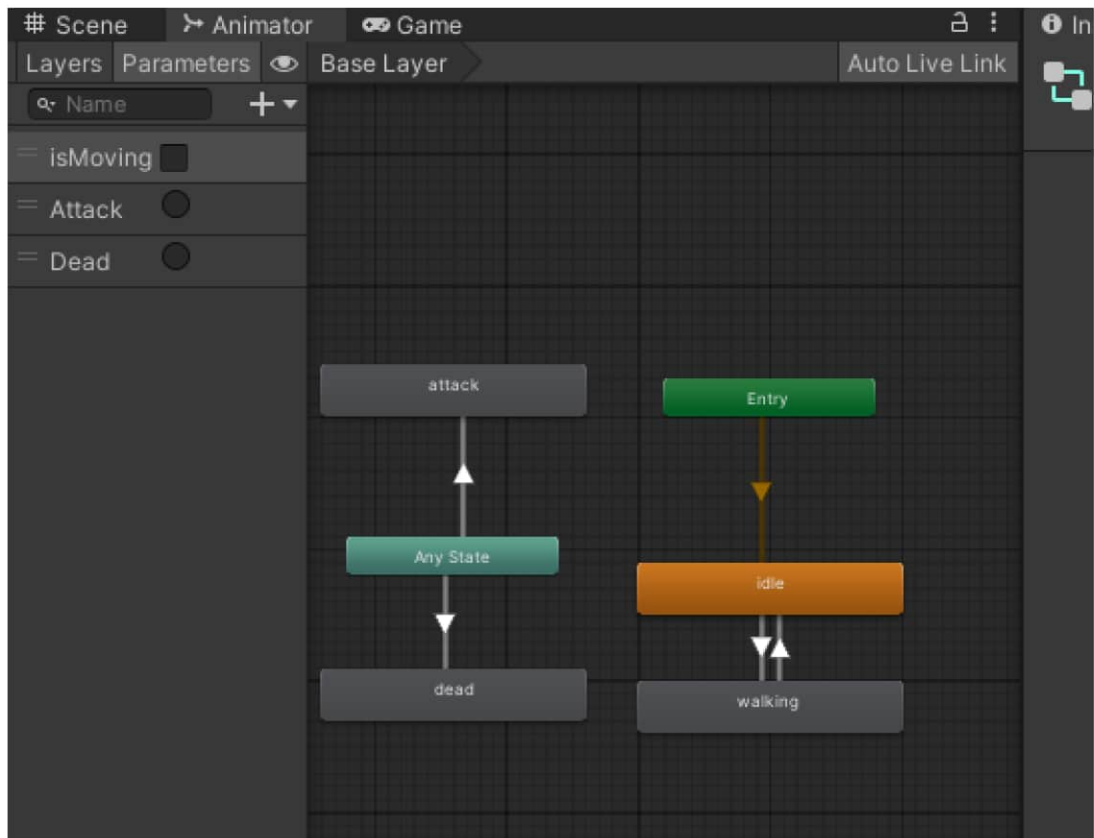 Scene Animator Game In
Layers Parameters Base Layer Auto Live Link
Name
isMoving
Attack
Dead
attack
Entry
Any State
idle
dead
walking